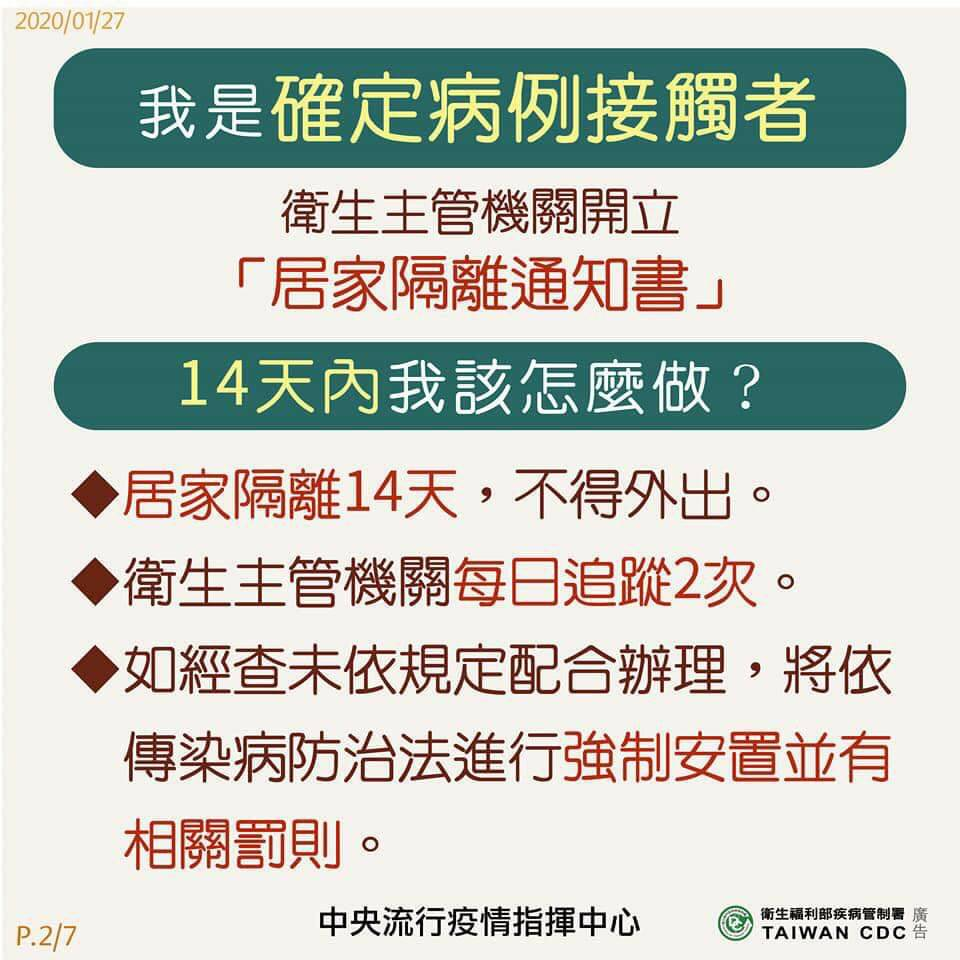 2020/01/27
我是確定病例接觸者
衛生主管機關開立
「居家隔離通知書」
14天內我該怎麼做？
◆居家隔離14天，不得外出。
◆衛生主管機關每日追蹤2次。
◆如經查未依規定配合辦理，將依
傳染病防治法進行強制安置並有
相關罰則。
中央流行疫情指揮中心
衛生福利部疾病管制署
TAIWAN CDC
廣告
P.2/7